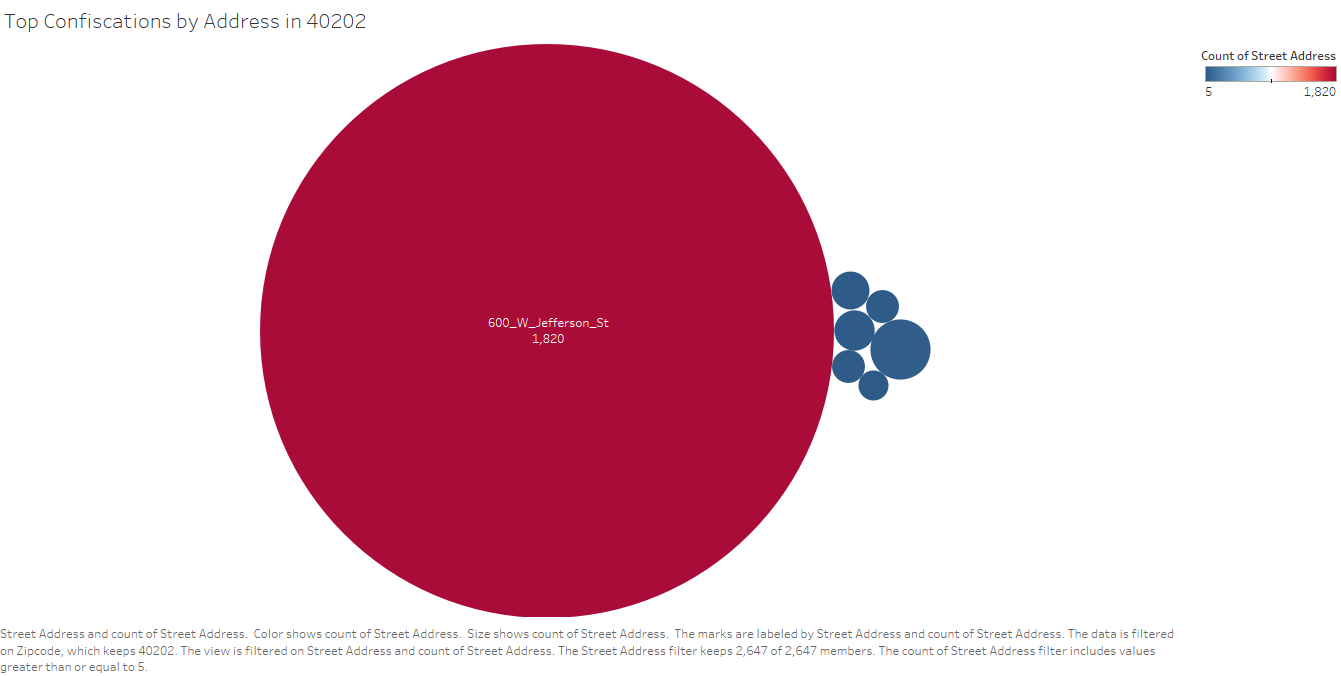 Top Confiscations by Address in 40202
Count of Street Address
5 1,820
600_W_Jefferson_St
1,820
Street Address and count of Street Address.  Color shows count of Street Address.  Size shows count of Street Address.  The marks are labeled by Street Address and count of Street Address. The data is filtered
on Zipcode, which keeps 40202. The view is filtered on Street Address and count of Street Address. The Street Address filter keeps 2,647 of 2,647 members. The count of Street Address filter includes values
greater than or equal to 5.